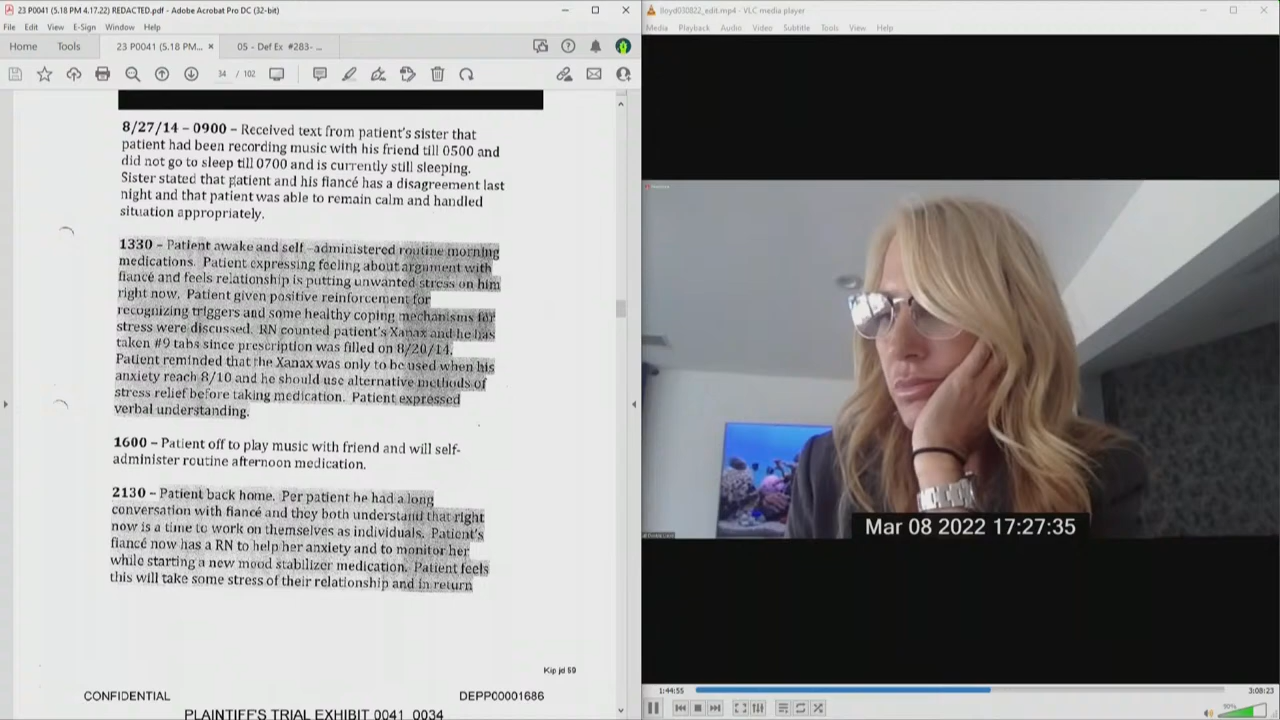 23 P0041 (5.18 PM 4.17.22) REDACTED.pdf - Adobe Acrobat Pro DC (32-bit)
File Edit View E-Sign Window Help
Home Tools 23 P0041 (5.18 PM... × 05 - Def Ex #283- ...
34 / 102
8/27/14 – 0900 – Received text from patient's sister that
patient had been recording music with his friend till 0500 and
did not go to sleep till 0700 and is currently still sleeping.
Sister stated that patient and his fiancé has a disagreement last
night and that patient was able to remain calm and handled
situation appropriately.
1330 – Patient awake and self –administered routine morning
medications. Patient expressing feeling about argument with
fiancé and feels relationship is putting unwanted stress on him
right now. Patient given positive reinforcement for
recognizing triggers and some healthy coping mechanisms for
stress were discussed. RN counted patient's Xanax and he has
taken #9 tabs since prescription was filled on 8/20/14.
Patient reminded that the Xanax was only to be used when his
anxiety reach 8/10 and he should use alternative methods of
stress relief before taking medication. Patient expressed
verbal understanding.
1600 – Patient off to play music with friend and will self-
administer routine afternoon medication.
2130 – Patient back home. Per patient he had a long
conversation with fiancé and they both understand that right
now is a time to work on themselves as individuals. Patient's
fiancé now has a RN to help her anxiety and to monitor her
while starting a new mood stabilizer medication. Patient feels
this will take some stress of their relationship and in return
Kip jd 59
CONFIDENTIAL DEPP00001686
PLAINTIFF'S TRIAL EXHIBIT 0041_0034
lloyd030822_edit.mp4 - VLC media player
Media Playback Audio Video Subtitle Tools View Help
Mar 08 2022 17:27:35
1:44:55 3:08:23
90%